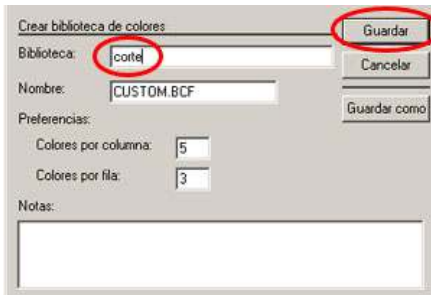 Crear biblioteca de colores
Guardar
Biblioteca: corte
Cancelar
Nombre: CUSTOM.BCF
Guardar como
Preferencias:
Colores por columna: 5
Colores por fila: 3
Notas: